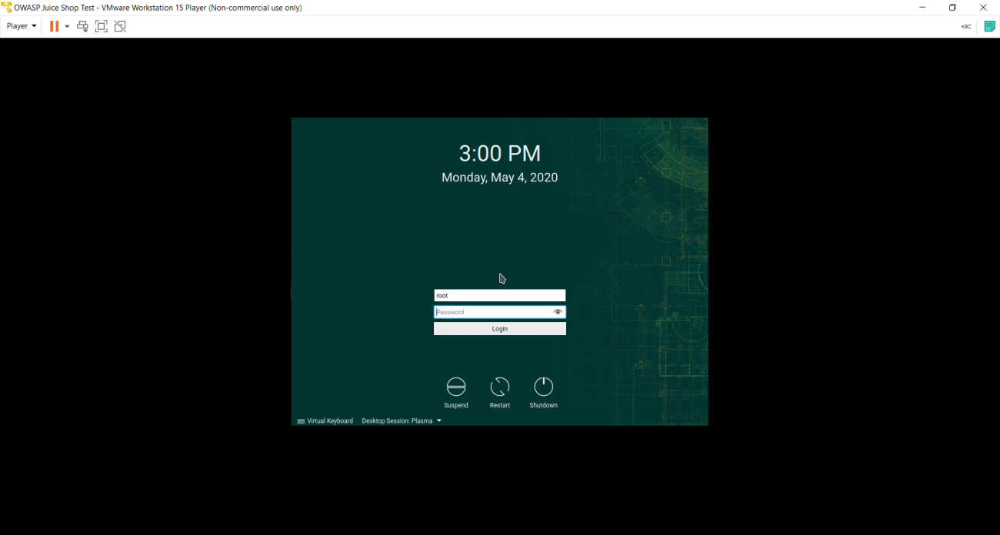 OWASP Juice Shop Test - VMware Workstation 15 Player (Non-commercial use only)
Player
3:00 PM
Monday, May 4, 2020
root
Password
Login
Suspend
Restart
Shutdown
Virtual Keyboard
Desktop Session: Plasma